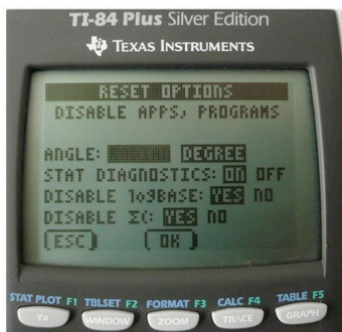 TI-84 Plus Silver Edition
TEXAS INSTRUMENTS
RESET OPTIONS
DISABLE APPS, PROGRAMS
ANGLE: RADIAN DEGREE
STAT DIAGNOSTICS: ON OFF
DISABLE logBASE: YES NO
DISABLE Σ(: YES NO
(ESC) ( OK )
STAT PLOT F1 TBLSET F2 FORMAT F3 CALC F4 TABLE F5
Y= WINDOW ZOOM TRACE GRAPH